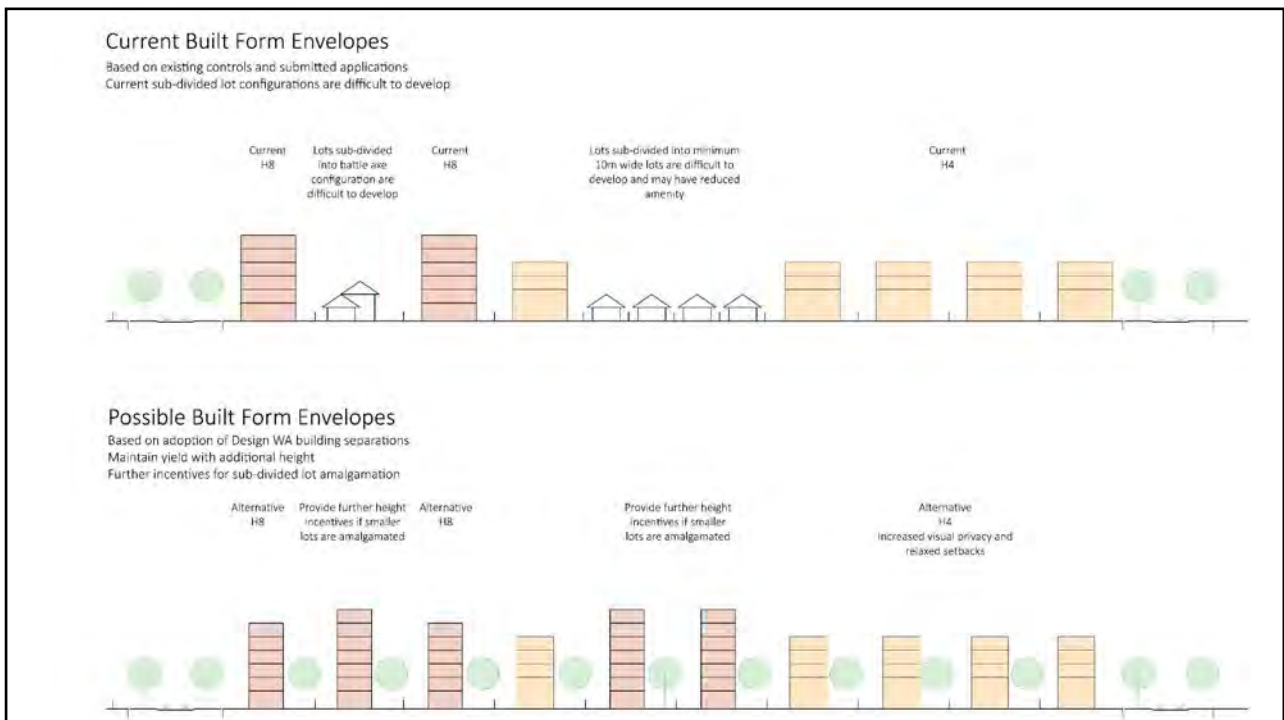 Current Built Form Envelopes
Based on existing controls and submitted applications
Current sub-divided lot configurations are difficult to develop
Current
H8
Lots sub-divided
into battle axe
configuration are
difficult to develop
Current
H8
Lots sub-divided into minimum
10m wide lots are difficult to
develop and may have reduced
amenity
Current
H4
Possible Built Form Envelopes
Based on adoption of Design WA building separations
Maintain yield with additional height
Further incentives for sub-divided lot amalgamation
Alternative
H8
Provide further height
incentives if smaller
lots are amalgamated
Alternative
H8
Provide further height
incentives if smaller
lots are amalgamated
Alternative
H4
Increased visual privacy and
relaxed setbacks